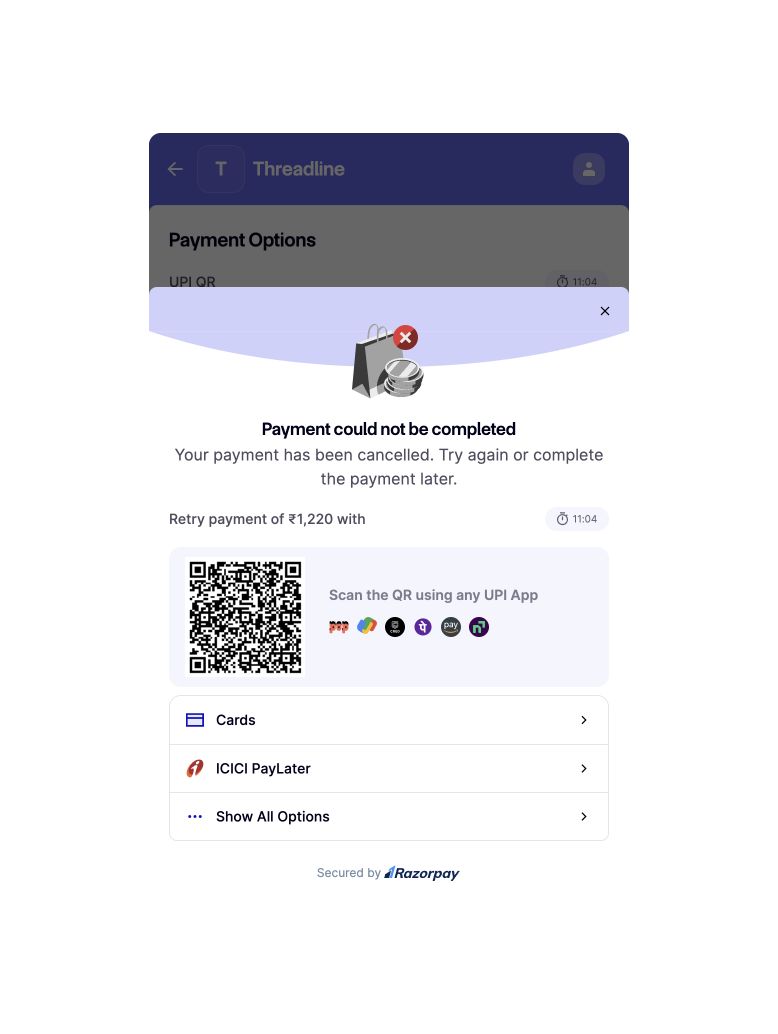 T Threadline
Payment Options
UPI QR 11:04
Payment could not be completed
Your payment has been cancelled. Try again or complete
the payment later.
Retry payment of ₹1,220 with 11:04
Scan the QR using any UPI App
CRED
pay
Cards
ICICI PayLater
Show All Options
Secured by Razorpay